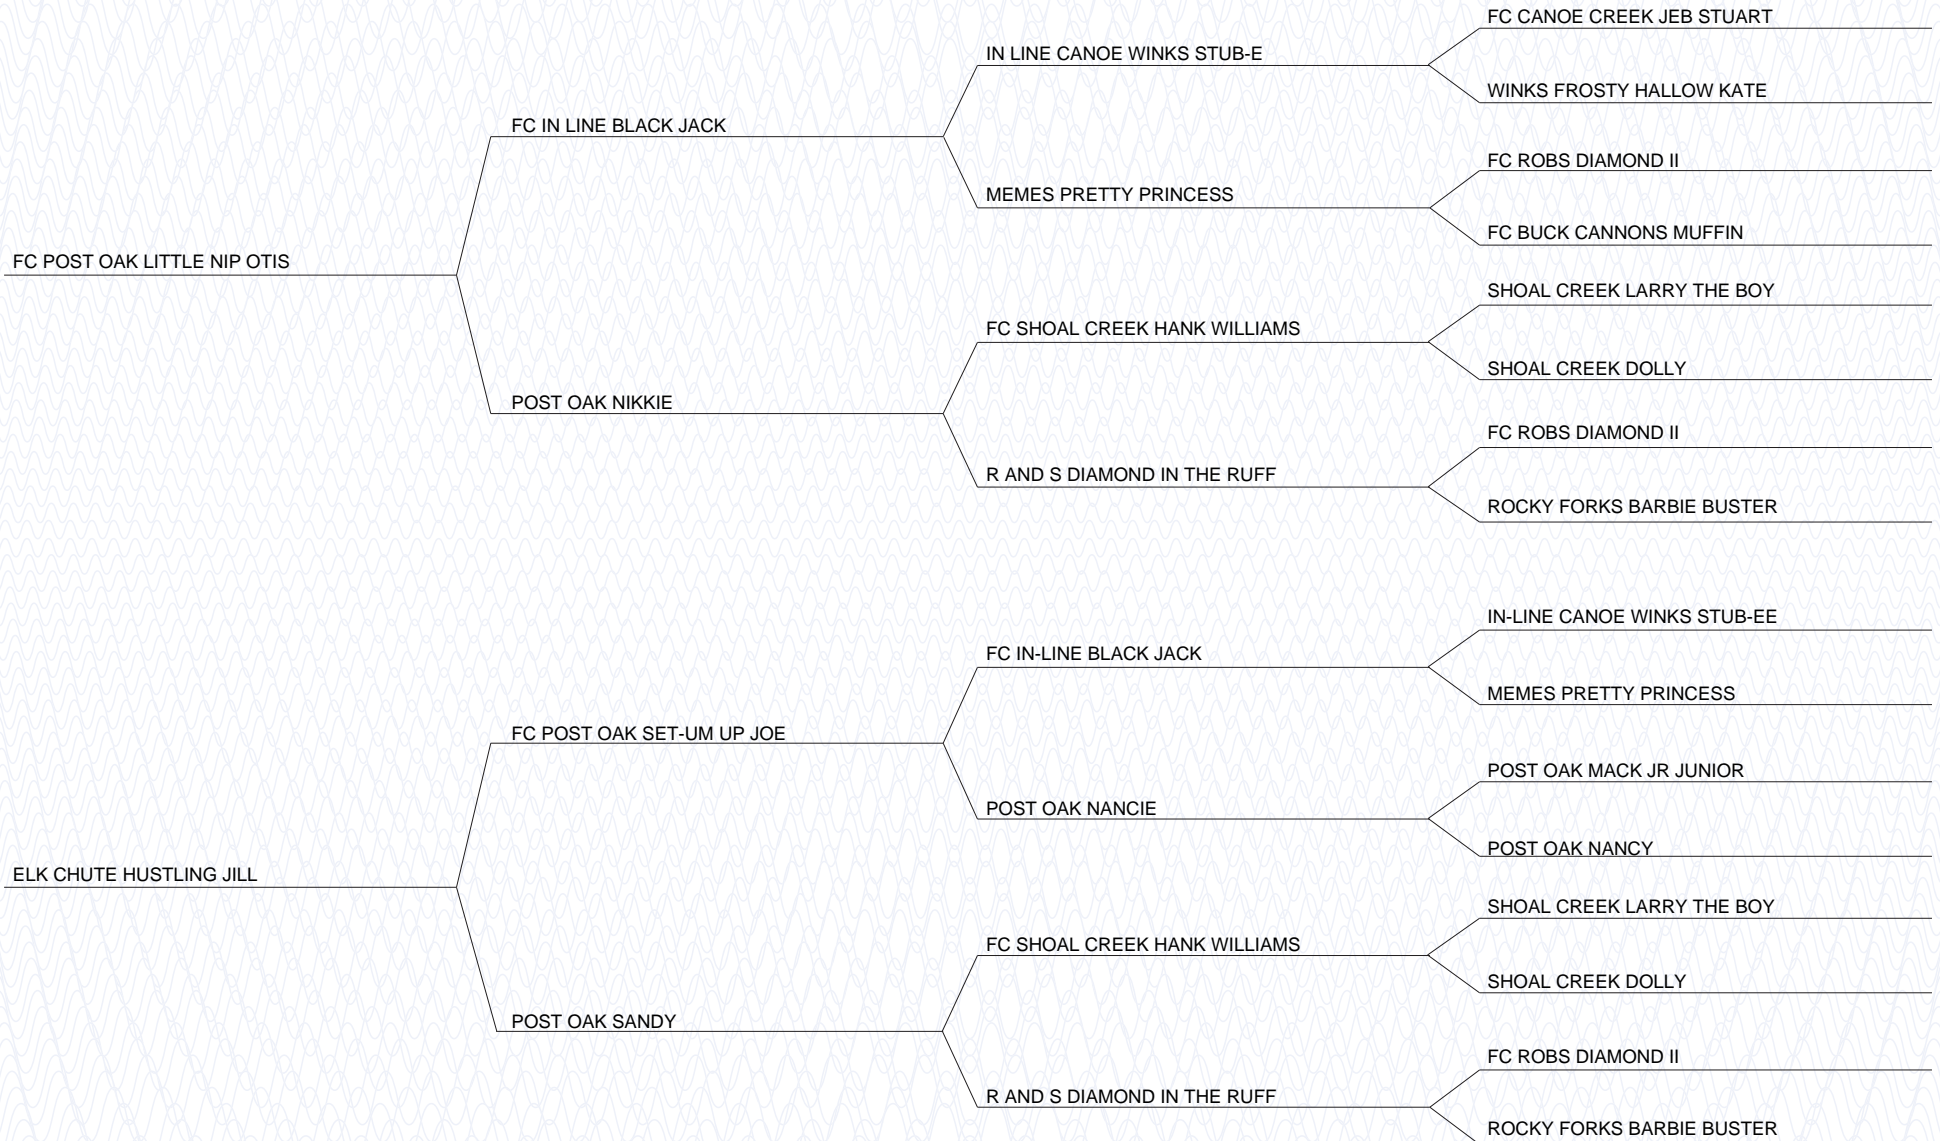 FC CANOE CREEK JEB STUART
IN LINE CANOE WINKS STUB-E
WINKS FROSTY HALLOW KATE
FC IN LINE BLACK JACK
FC ROBS DIAMOND II
MEMES PRETTY PRINCESS
FC BUCK CANNONS MUFFIN
FC POST OAK LITTLE NIP OTIS
SHOAL CREEK LARRY THE BOY
FC SHOAL CREEK HANK WILLIAMS
SHOAL CREEK DOLLY
POST OAK NIKKIE
FC ROBS DIAMOND II
R AND S DIAMOND IN THE RUFF
ROCKY FORKS BARBIE BUSTER
IN-LINE CANOE WINKS STUB-EE
FC IN-LINE BLACK JACK
MEMES PRETTY PRINCESS
FC POST OAK SET-UM UP JOE
POST OAK MACK JR JUNIOR
POST OAK NANCIE
POST OAK NANCY
ELK CHUTE HUSTLING JILL
SHOAL CREEK LARRY THE BOY
FC SHOAL CREEK HANK WILLIAMS
SHOAL CREEK DOLLY
POST OAK SANDY
FC ROBS DIAMOND II
R AND S DIAMOND IN THE RUFF
ROCKY FORKS BARBIE BUSTER